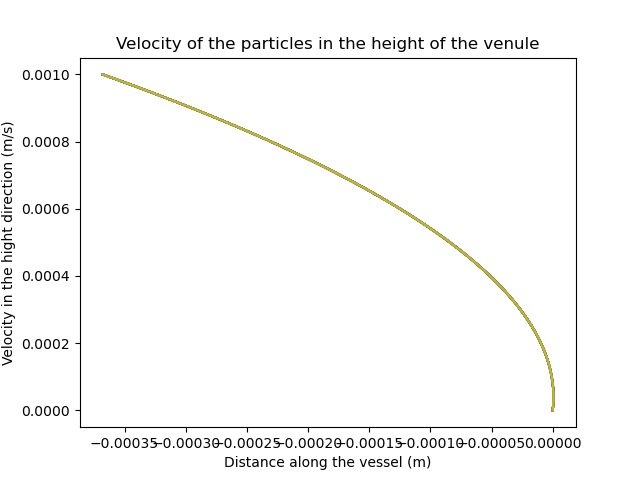 Velocity of the particles in the height of the venule
Velocity in the hight direction (m/s)
0.0010
0.0008
0.0006
0.0004
0.0002
0.0000
−0.00035 −0.00030 −0.00025 −0.00020 −0.00015 −0.00010 −0.00005 0.00000
Distance along the vessel (m)